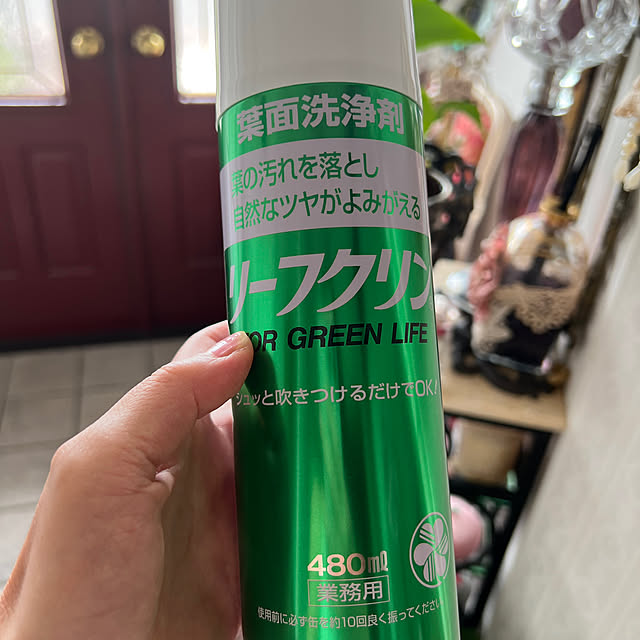 葉面洗浄剤
葉の汚れを落とし
自然なツヤがよみがえる
リーフクリン
FOR GREEN LIFE
シュッと吹きつけるだけでOK!
480mℓ
業務用
使用前に必ず缶を約10回良く振ってください